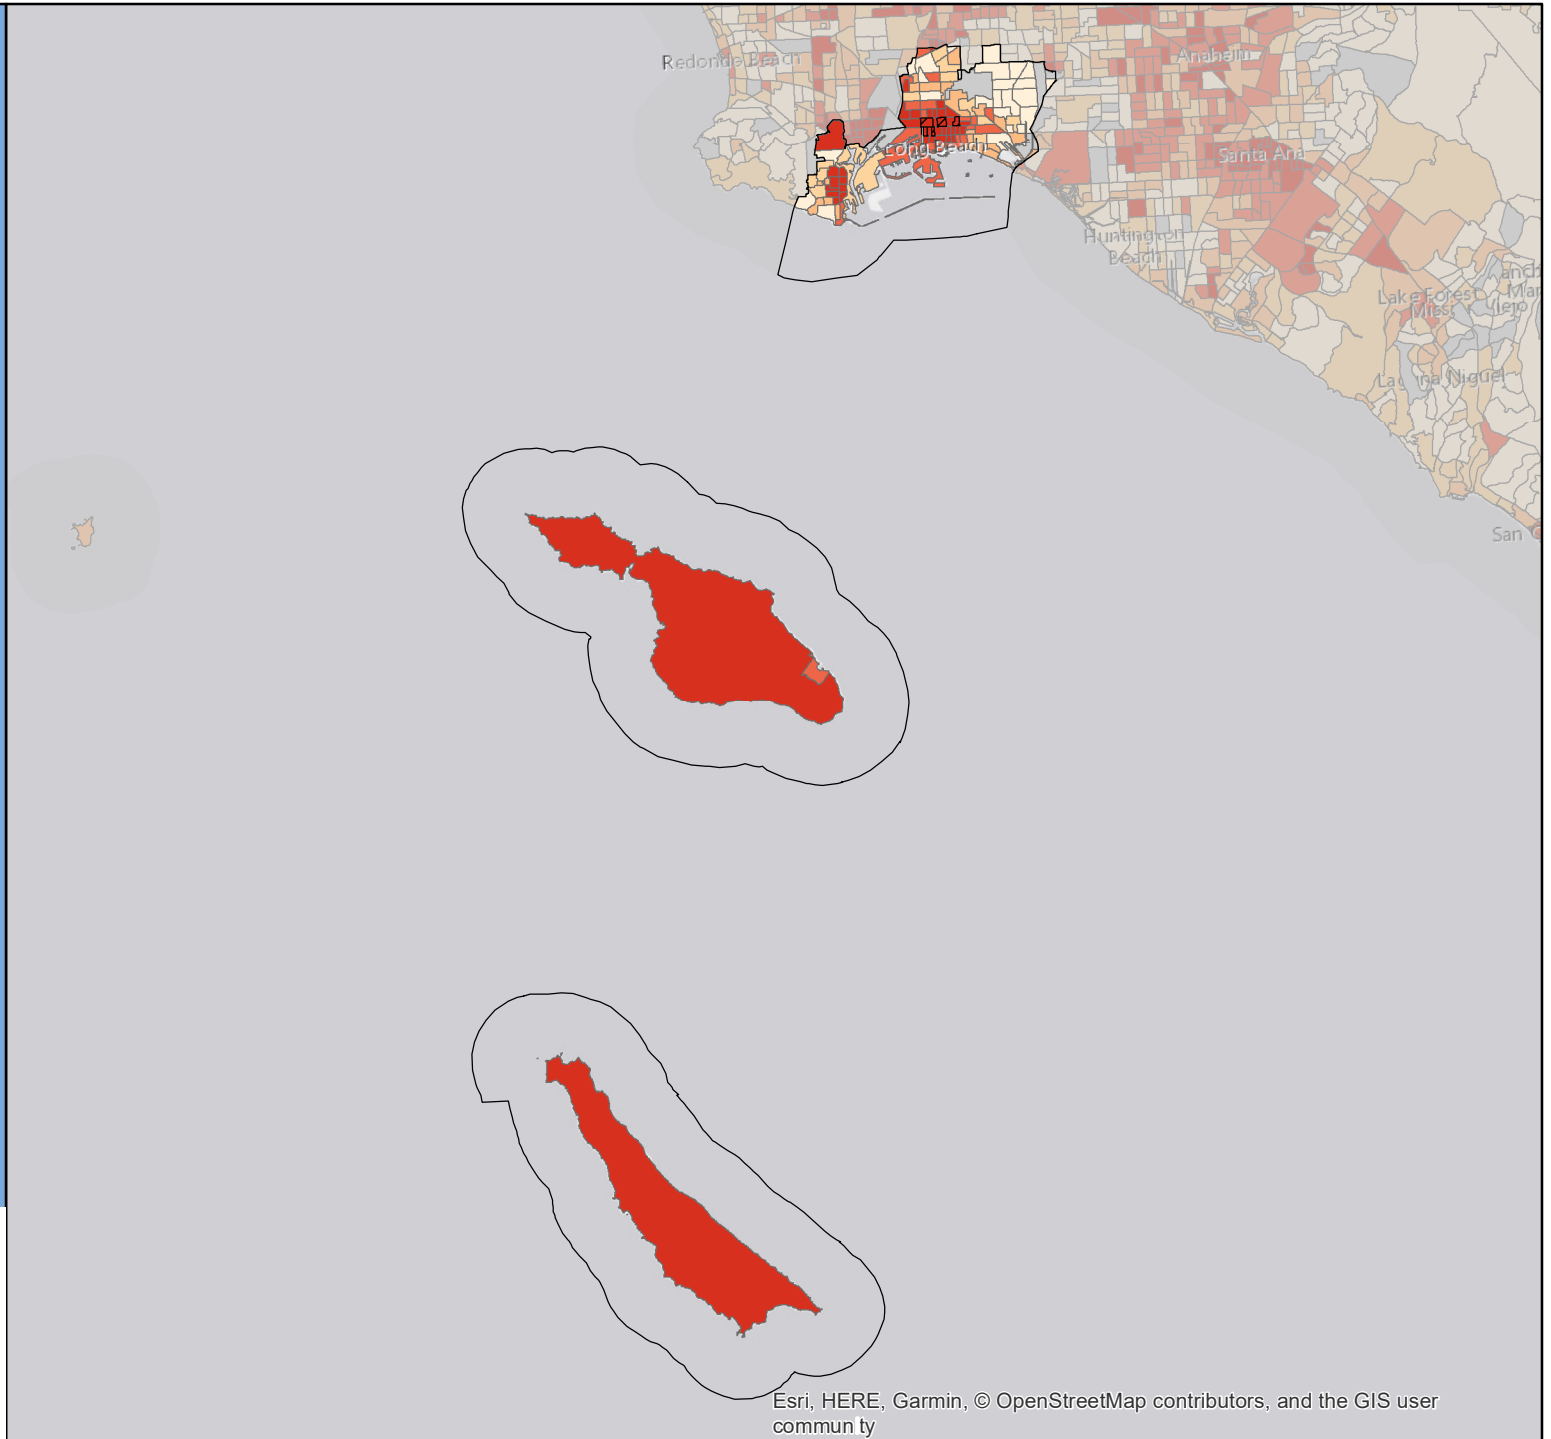 Redondo Beach
Anaheim
Long Beach
Santa Ana
Huntington
Beach
Lake Forest
Laguna Niguel
San
Esri, HERE, Garmin, © OpenStreetMap contributors, and the GIS user
community